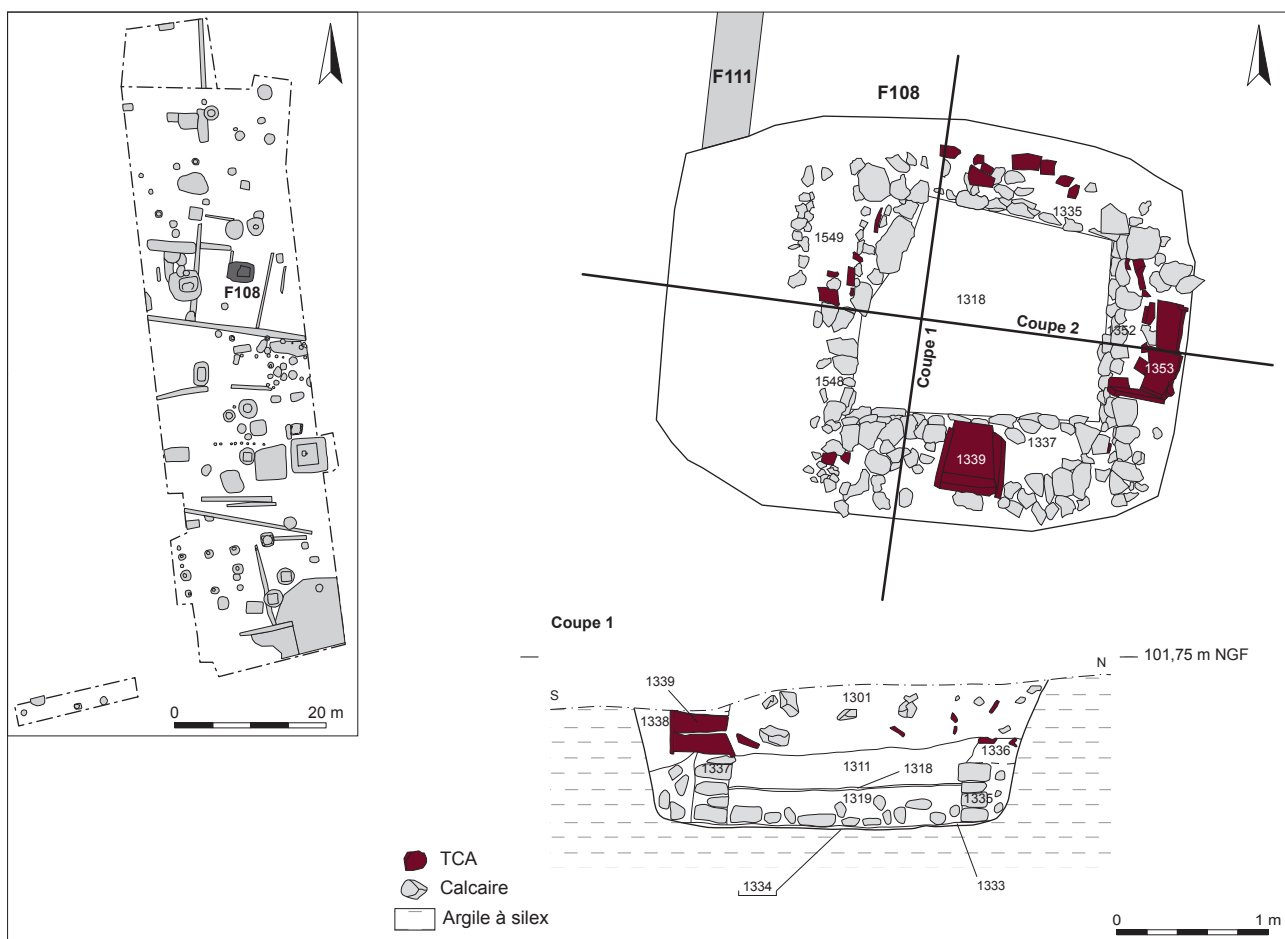 F108
0
20 m
F111
F108
1335
1549
1318
Coupe 2
1352
Coupe 1
1353
1548
1337
1339
Coupe 1
101,75 m NGF
N
S
1339
1301
1338
1336
1337
1311
1318
1319
1335
1334
1333
TCA
Calcaire
Argile à silex
0
1 m